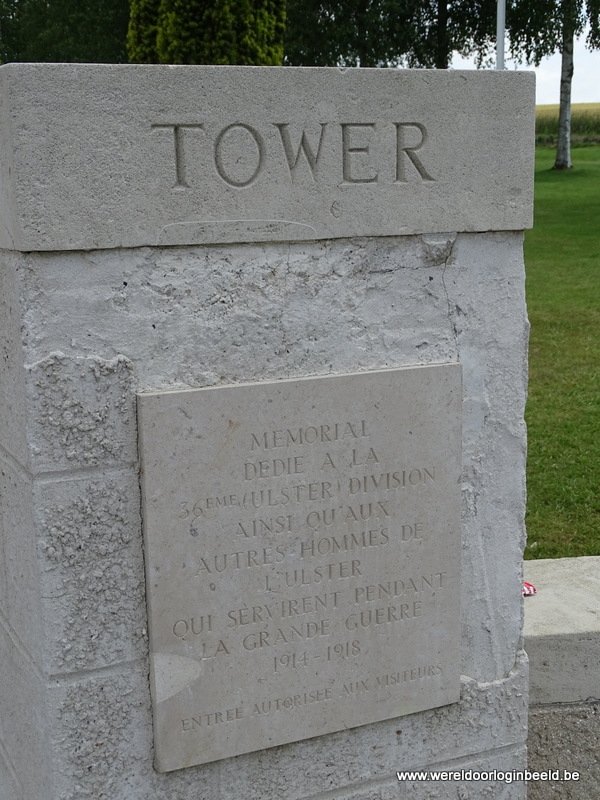 TOWER
MEMORIAL
DEDIE A LA
36EME (ULSTER) DIVISION
AINSI QU'AUX
AUTRES HOMMES DE
L'ULSTER
QUI SERVIRENT PENDANT
LA GRANDE GUERRE
1914-1918
ENTREE AUTORISEE AUX VISITEURS
www.wereldoorloginbeeld.be